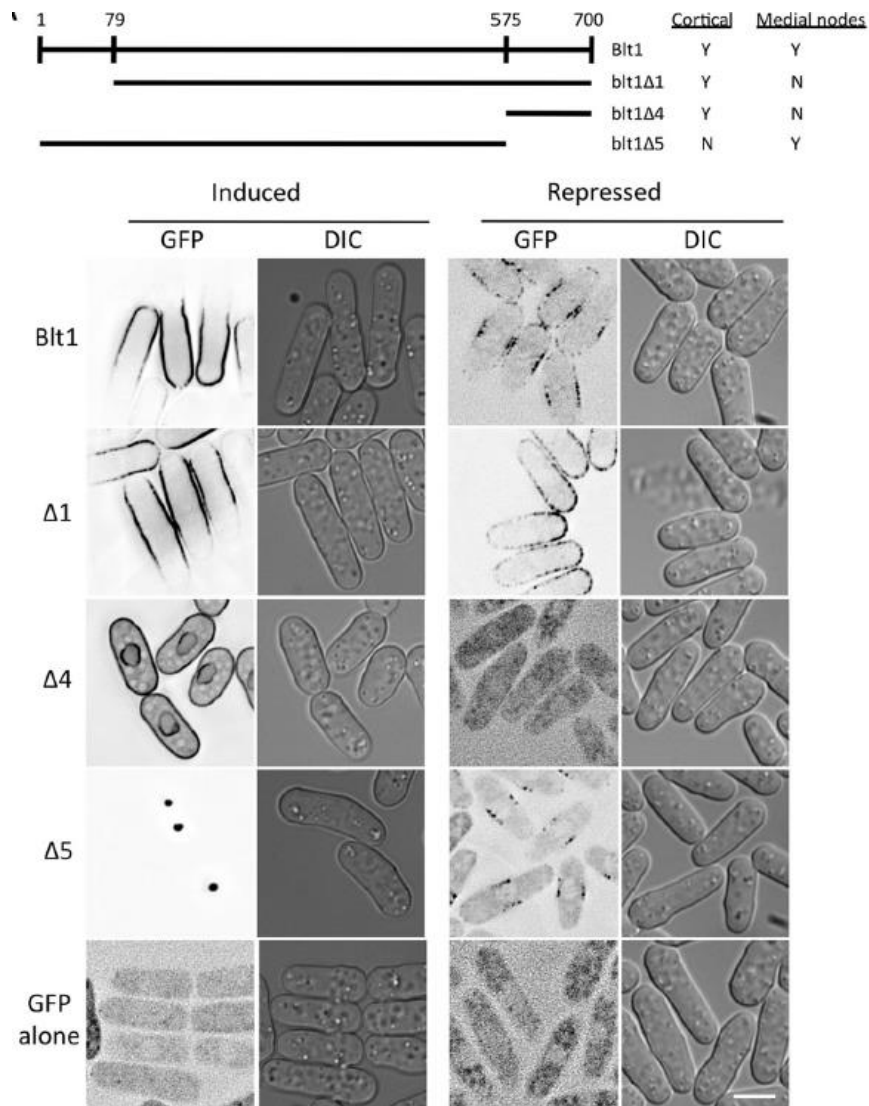 1 79 575 700 Cortical Medial nodes
Blt1 Y Y
blt1Δ1 Y N
blt1Δ4 Y N
blt1Δ5 N Y
Induced Repressed
GFP DIC GFP DIC
Blt1
Δ1
Δ4
Δ5
GFP
alone